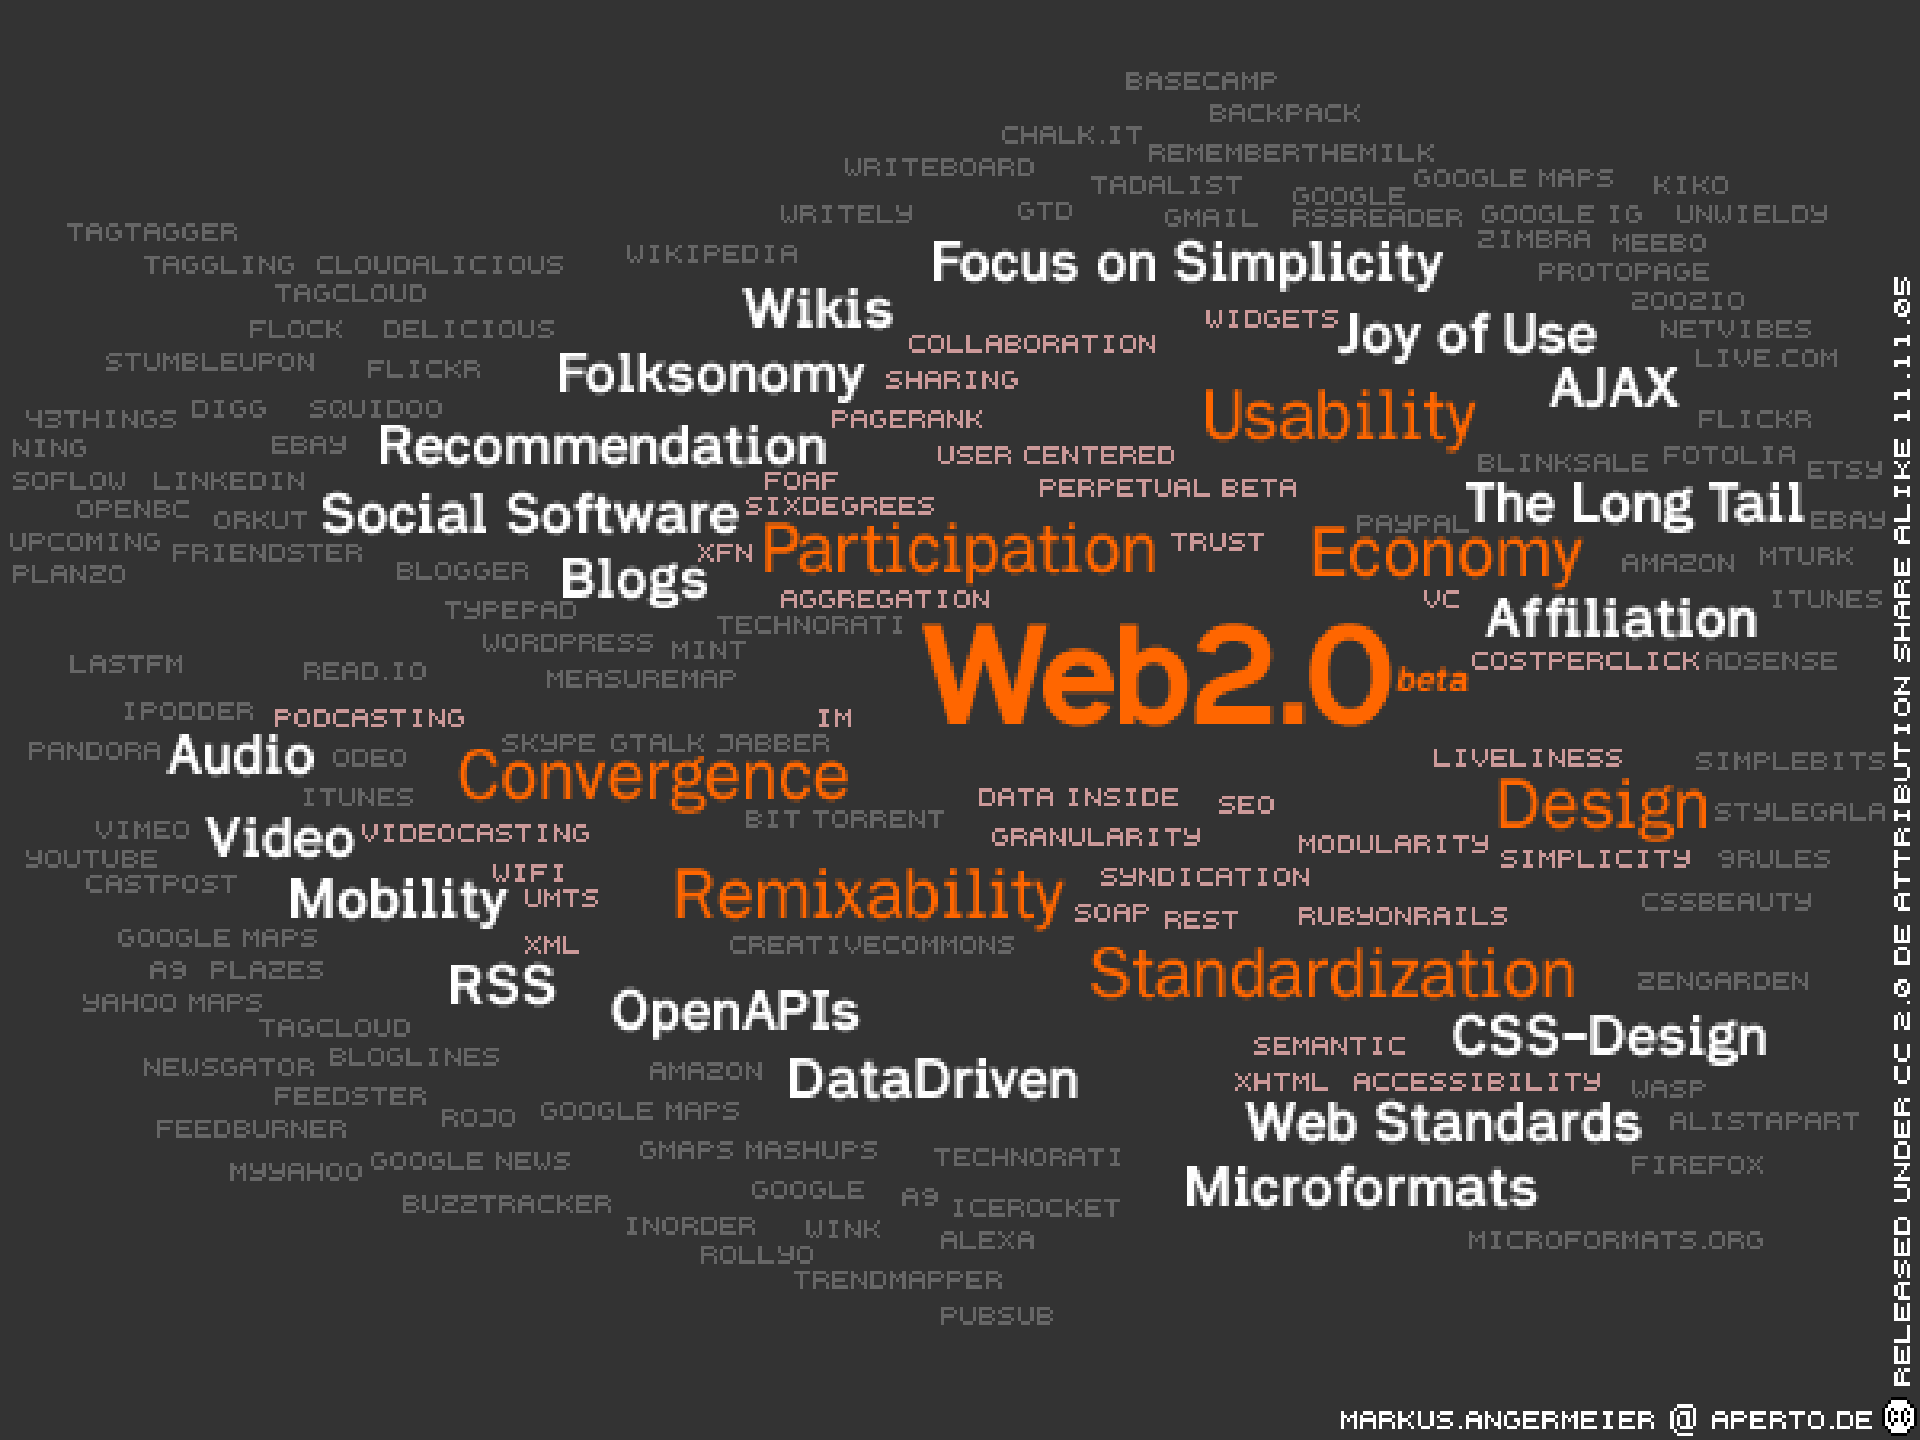 BASECAMP
BACKPACK
CHALK.IT
REMEMBERTHEMILK
WRITEBOARD
TADALIST
GOOGLE MAPS
KIKO
GOOGLE
RSSREADER
WRITELY
GTD
GMAIL
GOOGLE IG
UNWIELDY
TAGTAGGER
ZIMBRA
MEEBO
WIKIPEDIA
Focus on Simplicity
TAGGLING
CLOUDALICIOUS
PROTOPAGE
TAGCLOUD
ZOOZIO
Wikis
WIDGETS
Joy of Use
FLOCK
DELICIOUS
NETVIBES
COLLABORATION
LIVE.COM
STUMBLEUPON
FLICKR
Folksonomy
SHARING
AJAX
43THINGS
DIGG
SQUIDOO
PAGERANK
Usability
FLICKR
NING
EBAY
Recommendation
USER CENTERED
BLINKSALE
FOTOLIA
ETSY
SOFLOW
LINKEDIN
FOAF
PERPETUAL BETA
OPENBC
ORKUT
Social Software
SIXDEGREES
The Long Tail
PAYPAL
EBAY
UPCOMING
FRIENDSTER
XFN
Participation
TRUST
Economy
AMAZON
MTURK
PLANZO
BLOGGER
Blogs
TYPEPAD
AGGREGATION
VC
ITUNES
TECHNORATI
Affiliation
WORDPRESS
MINT
LASTFM
READ.IO
MEASUREMAP
Web2.0 beta
COSTPERCLICK
ADSENSE
IPODDER
PODCASTING
IM
PANDORA
Audio
ODEO
SKYPE GTALK JABBER
LIVELINESS
SIMPLEBITS
ITUNES
Convergence
DATA INSIDE
SEO
Design
STYLEGALA
BIT TORRENT
VIMEO
Video
VIDEOCASTING
GRANULARITY
MODULARITY
YOUTUBE
SIMPLICITY
9RULES
CASTPOST
WIFI
SYNDICATION
Mobility
UMTS
Remixability
SOAP
REST
RUBYONRAILS
CSSBEAUTY
GOOGLE MAPS
XML
CREATIVECOMMONS
A9
PLAZES
RSS
Standardization
ZENGARDEN
YAHOO MAPS
OpenAPIs
TAGCLOUD
SEMANTIC
CSS-Design
NEWSGATOR
BLOGLINES
AMAZON
DataDriven
XHTML
ACCESSIBILITY
WASP
FEEDSTER
ROJO
GOOGLE MAPS
Web Standards
ALISTAPART
FEEDBURNER
GMAPS MASHUPS
TECHNORATI
MYYAHOO
GOOGLE NEWS
FIREFOX
GOOGLE
A9
ICEROCKET
Microformats
BUZZTRACKER
INORDER
WINK
ALEXA
MICROFORMATS.ORG
ROLLYO
TRENDMAPPER
PUBSUB
MARKUS.ANGERMEIER @ APERTO.DE
RELEASED UNDER CC 2.0 DE ATTRIBUTION SHARE ALIKE 11.11.05